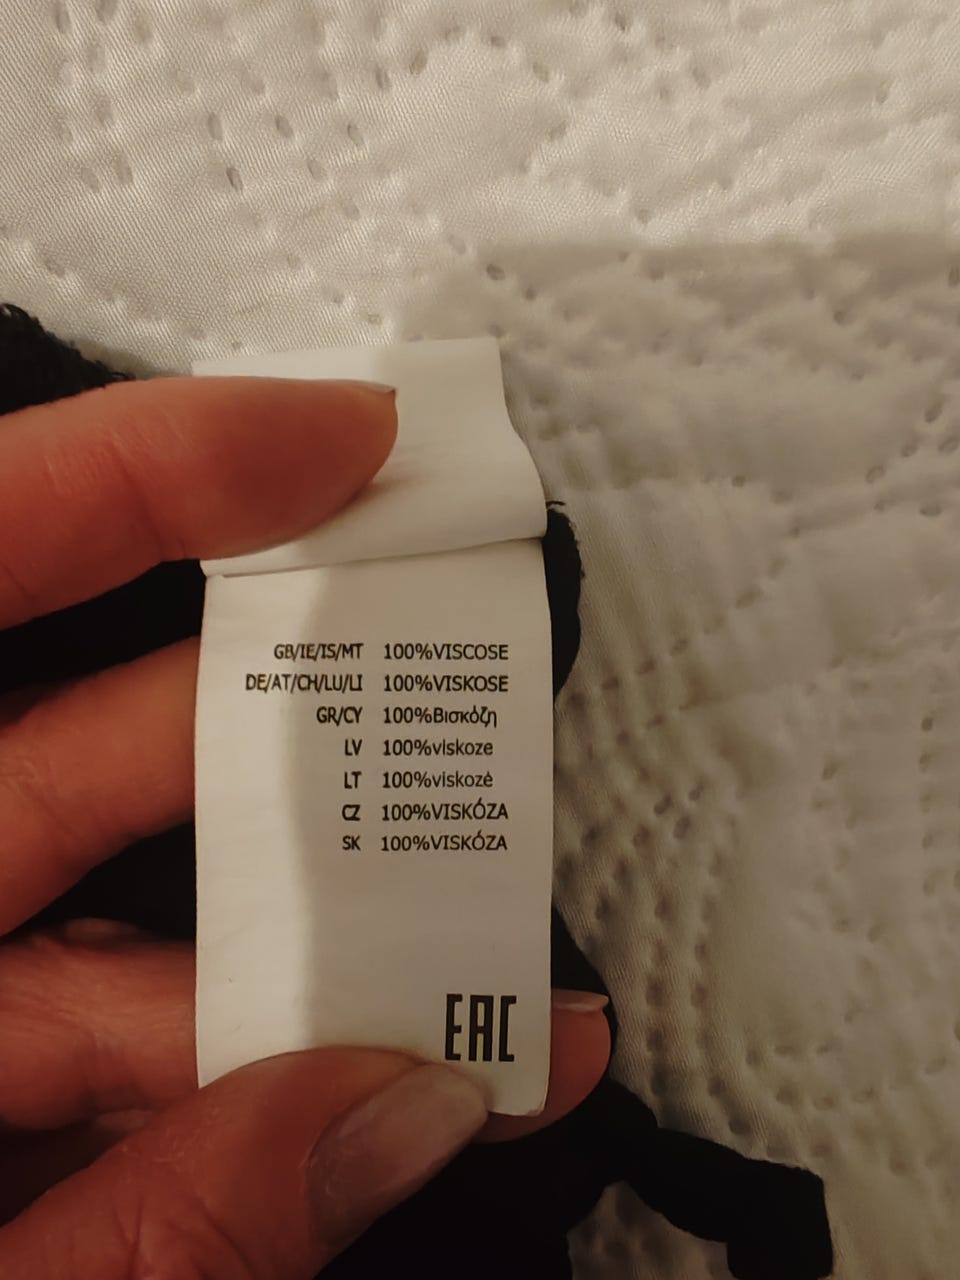 GB/IE/IS/MT 100%VISCOSE
DE/AT/CH/LU/LI 100%VISKOSE
GR/CY 100%Βισκόζη
LV 100%viskoze
LT 100%viskozė
CZ 100%VISKÓZA
SK 100%VISKÓZA
EAC